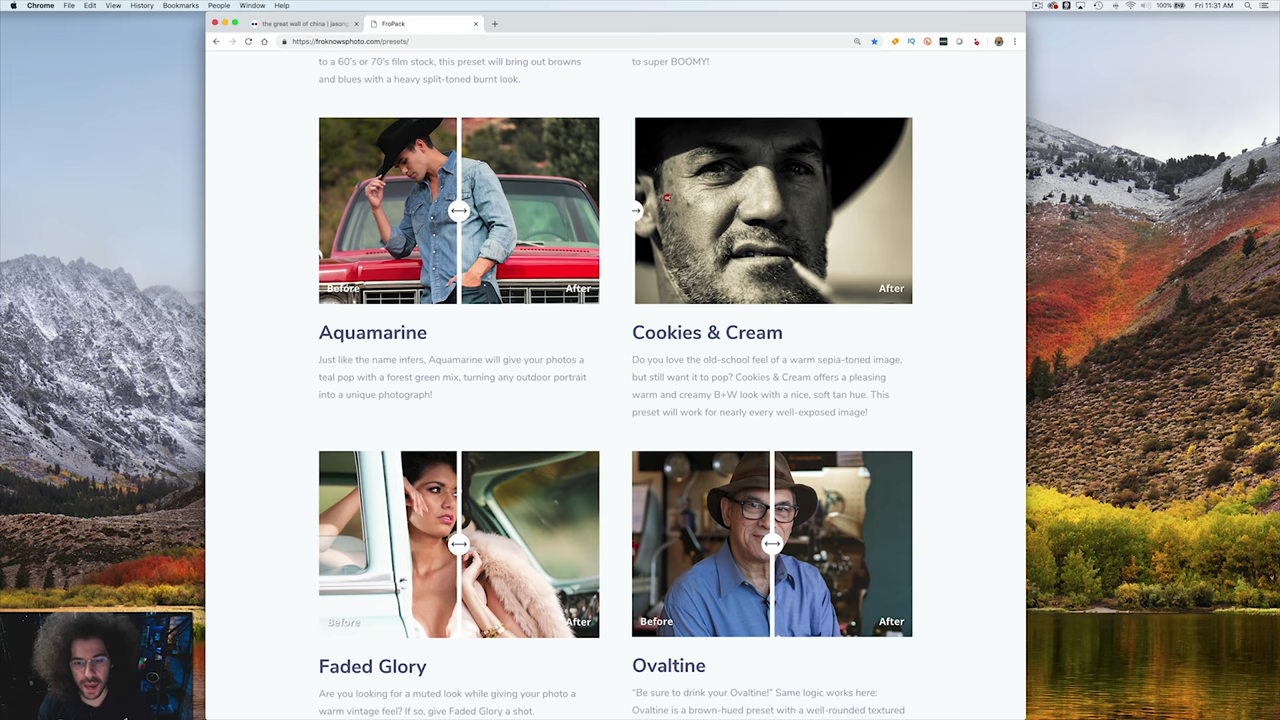 Chrome File Edit View History Bookmarks People Window Help
100% Fri 11:31 AM
the great wall of china | jasong
FroPack
https://froknowsphoto.com/presets/
to a 60's or 70's film stock, this preset will bring out browns
and blues with a heavy split-toned burnt look.
to super BOOMY!
Before
After
After
Aquamarine
Just like the name infers, Aquamarine will give your photos a
teal pop with a forest green mix, turning any outdoor portrait
into a unique photograph!
Cookies & Cream
Do you love the old-school feel of a warm sepia-toned image,
but still want it to pop? Cookies & Cream offers a pleasing
warm and creamy B+W look with a nice, soft tan hue. This
preset will work for nearly every well-exposed image!
Before
After
Before
After
Faded Glory
Are you looking for a muted look while giving your photo a
warm vintage feel? If so, give Faded Glory a shot.
Ovaltine
“Be sure to drink your Ovaltine!” Same logic works here:
Ovaltine is a brown-hued preset with a well-rounded textured